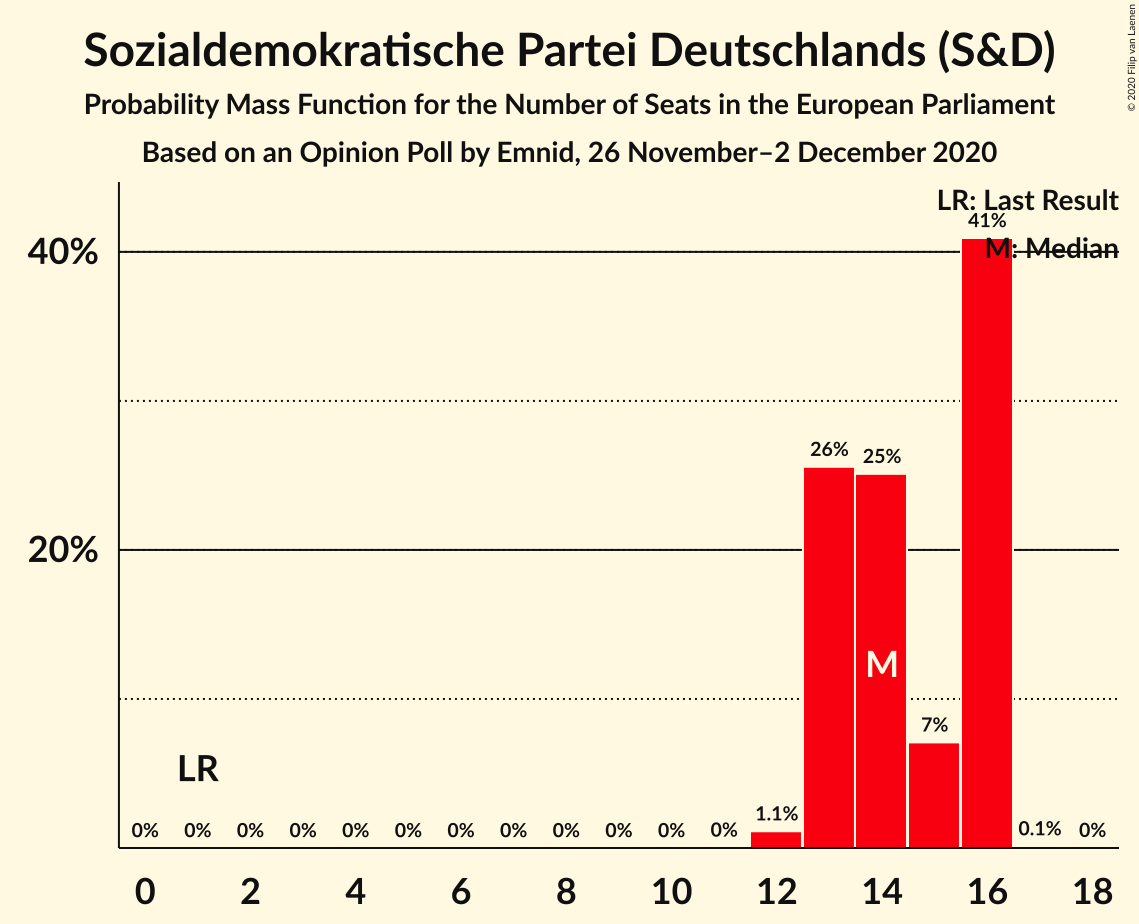 Sozialdemokratische Partei Deutschlands (S&D)
Probability Mass Function for the Number of Seats in the European Parliament
Based on an Opinion Poll by Emnid, 26 November–2 December 2020
© 2020 Filip van Laenen
LR: Last Result
M: Median
40%
20%
41%
26%
25%
7%
1.1%
0.1%
0%
M
LR
0% 0% 0% 0% 0% 0% 0% 0% 0% 0% 0% 0%
0 2 4 6 8 10 12 14 16 18